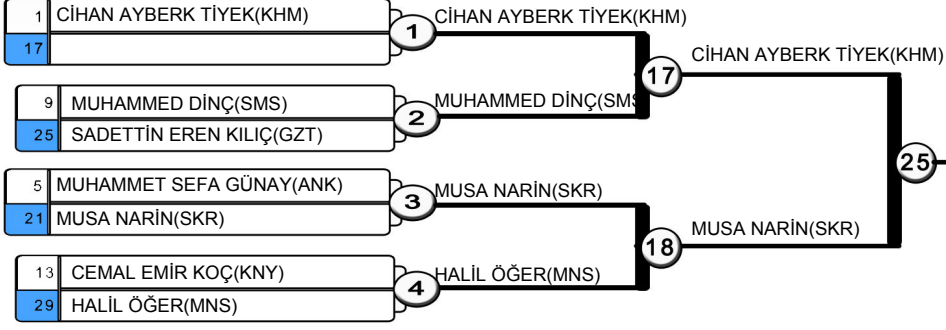 1 CİHAN AYBERK TİYEK(KHM)
17
1
CİHAN AYBERK TİYEK(KHM)
9 MUHAMMED DİNÇ(SMS)
25 SADETTİN EREN KILIÇ(GZT)
2
MUHAMMED DİNÇ(SMS
17
CİHAN AYBERK TİYEK(KHM)
5 MUHAMMET SEFA GÜNAY(ANK)
21 MUSA NARİN(SKR)
3
MUSA NARİN(SKR)
13 CEMAL EMİR KOÇ(KNY)
29 HALİL ÖĞER(MNS)
4
HALİL ÖĞER(MNS)
18
MUSA NARİN(SKR)
25